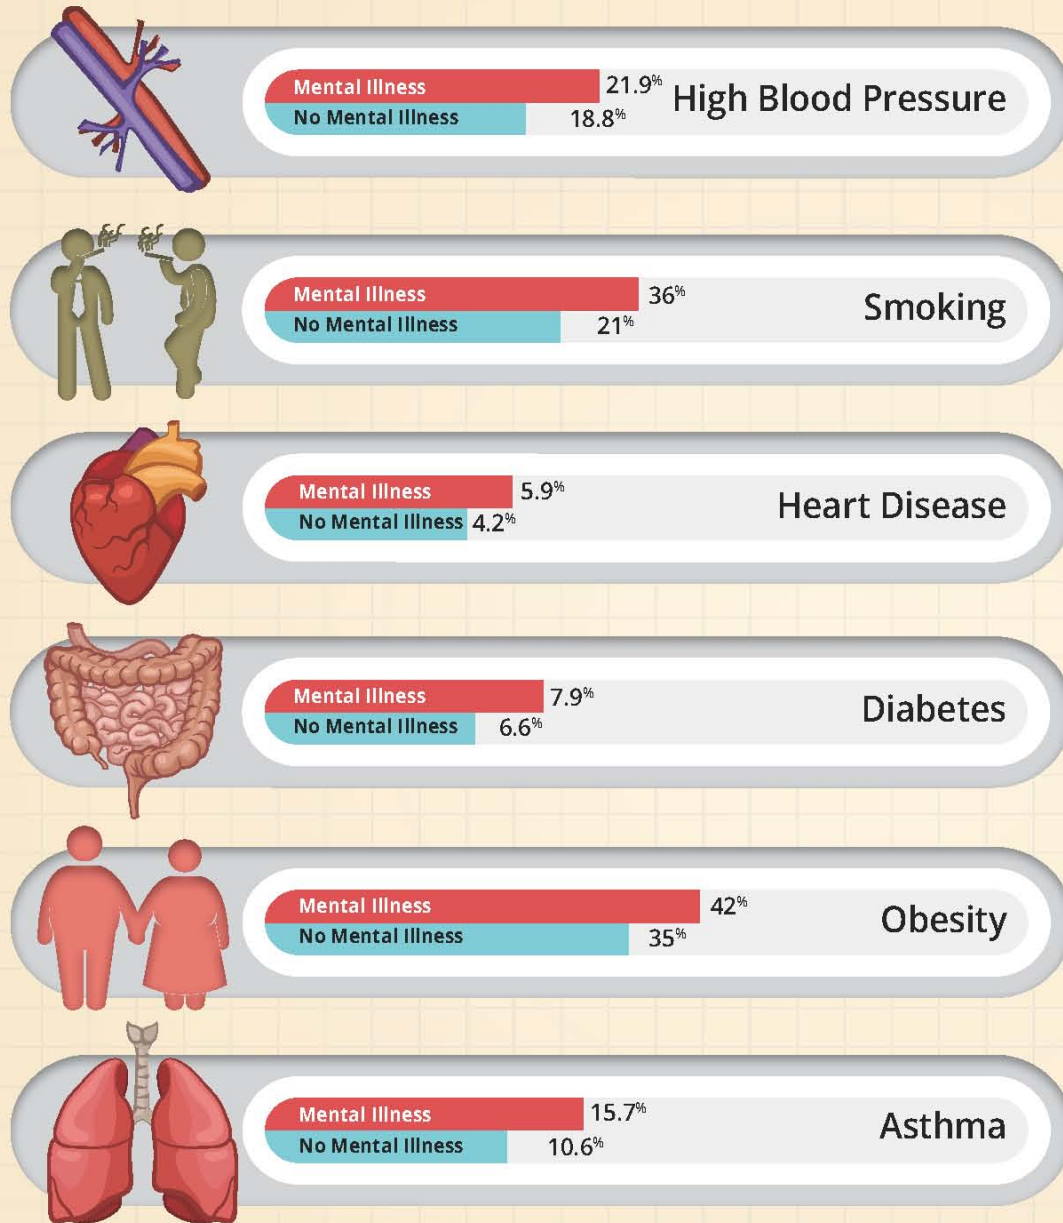 Mental Illness 21.9% High Blood Pressure
No Mental Illness 18.8%
Mental Illness 36% Smoking
No Mental Illness 21%
Mental Illness 5.9% Heart Disease
No Mental Illness 4.2%
Mental Illness 7.9% Diabetes
No Mental Illness 6.6%
Mental Illness 42% Obesity
No Mental Illness 35%
Mental Illness 15.7% Asthma
No Mental Illness 10.6%